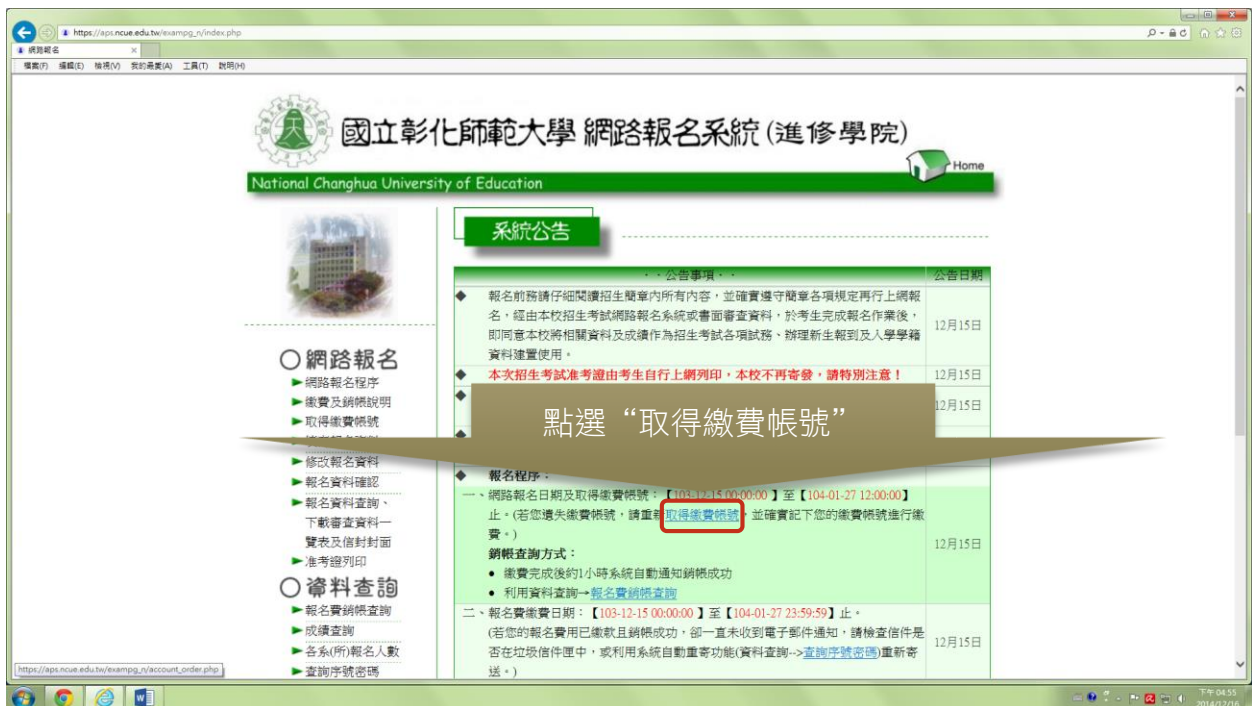 https://aps.ncue.edu.tw/exampg_n/index.php
網路報名
檔案(F) 編輯(E) 檢視(V) 我的最愛(A) 工具(T) 說明(H)
國立彰化師範大學 網路報名系統(進修學院)
Home
National Changhua University of Education
系統公告
‧‧公告事項‧‧ 公告日期
◆ 報名前務請仔細閱讀招生簡章內所有內容，並確實遵守簡章各項規定再行上網報
名，經由本校招生考試網路報名系統或書面審查資料，於考生完成報名作業後，
即同意本校將相關資料及成績作為招生考試各項試務、辦理新生報到及入學學籍
資料建置使用。
12月15日
◆ 本次招生考試准考證由考生自行上網列印，本校不再寄發，請特別注意！ 12月15日
12月15日
點選“取得繳費帳號”
◆ 報名程序：
一、網路報名日期及取得繳費帳號：【103-12-15 00:00:00 】至【104-01-27 12:00:00】
止。(若您遺失繳費帳號，請重新取得繳費帳號，並確實記下您的繳費帳號進行繳
費。)
銷帳查詢方式：
● 繳費完成後約1小時系統自動通知銷帳成功
● 利用資料查詢→報名費銷帳查詢
12月15日
二、報名費繳費日期：【103-12-15 00:00:00 】至【104-01-27 23:59:59】止。
(若您的報名費用已繳款且銷帳成功，卻一直未收到電子郵件通知，請檢查信件是
否在垃圾信件匣中，或利用系統自動重寄功能(資料查詢-->查詢序號密碼)重新寄
送。)
12月15日
○網路報名
►網路報名程序
►繳費及銷帳說明
►取得繳費帳號
►修改報名資料
►報名資料確認
►報名資料查詢、
下載審查資料一
覽表及信封封面
►准考證列印
○資料查詢
►報名費銷帳查詢
►成績查詢
►各系(所)報名人數
►查詢序號密碼
https://aps.ncue.edu.tw/exampg_n/account_order.php
下午 04:55
2014/12/16